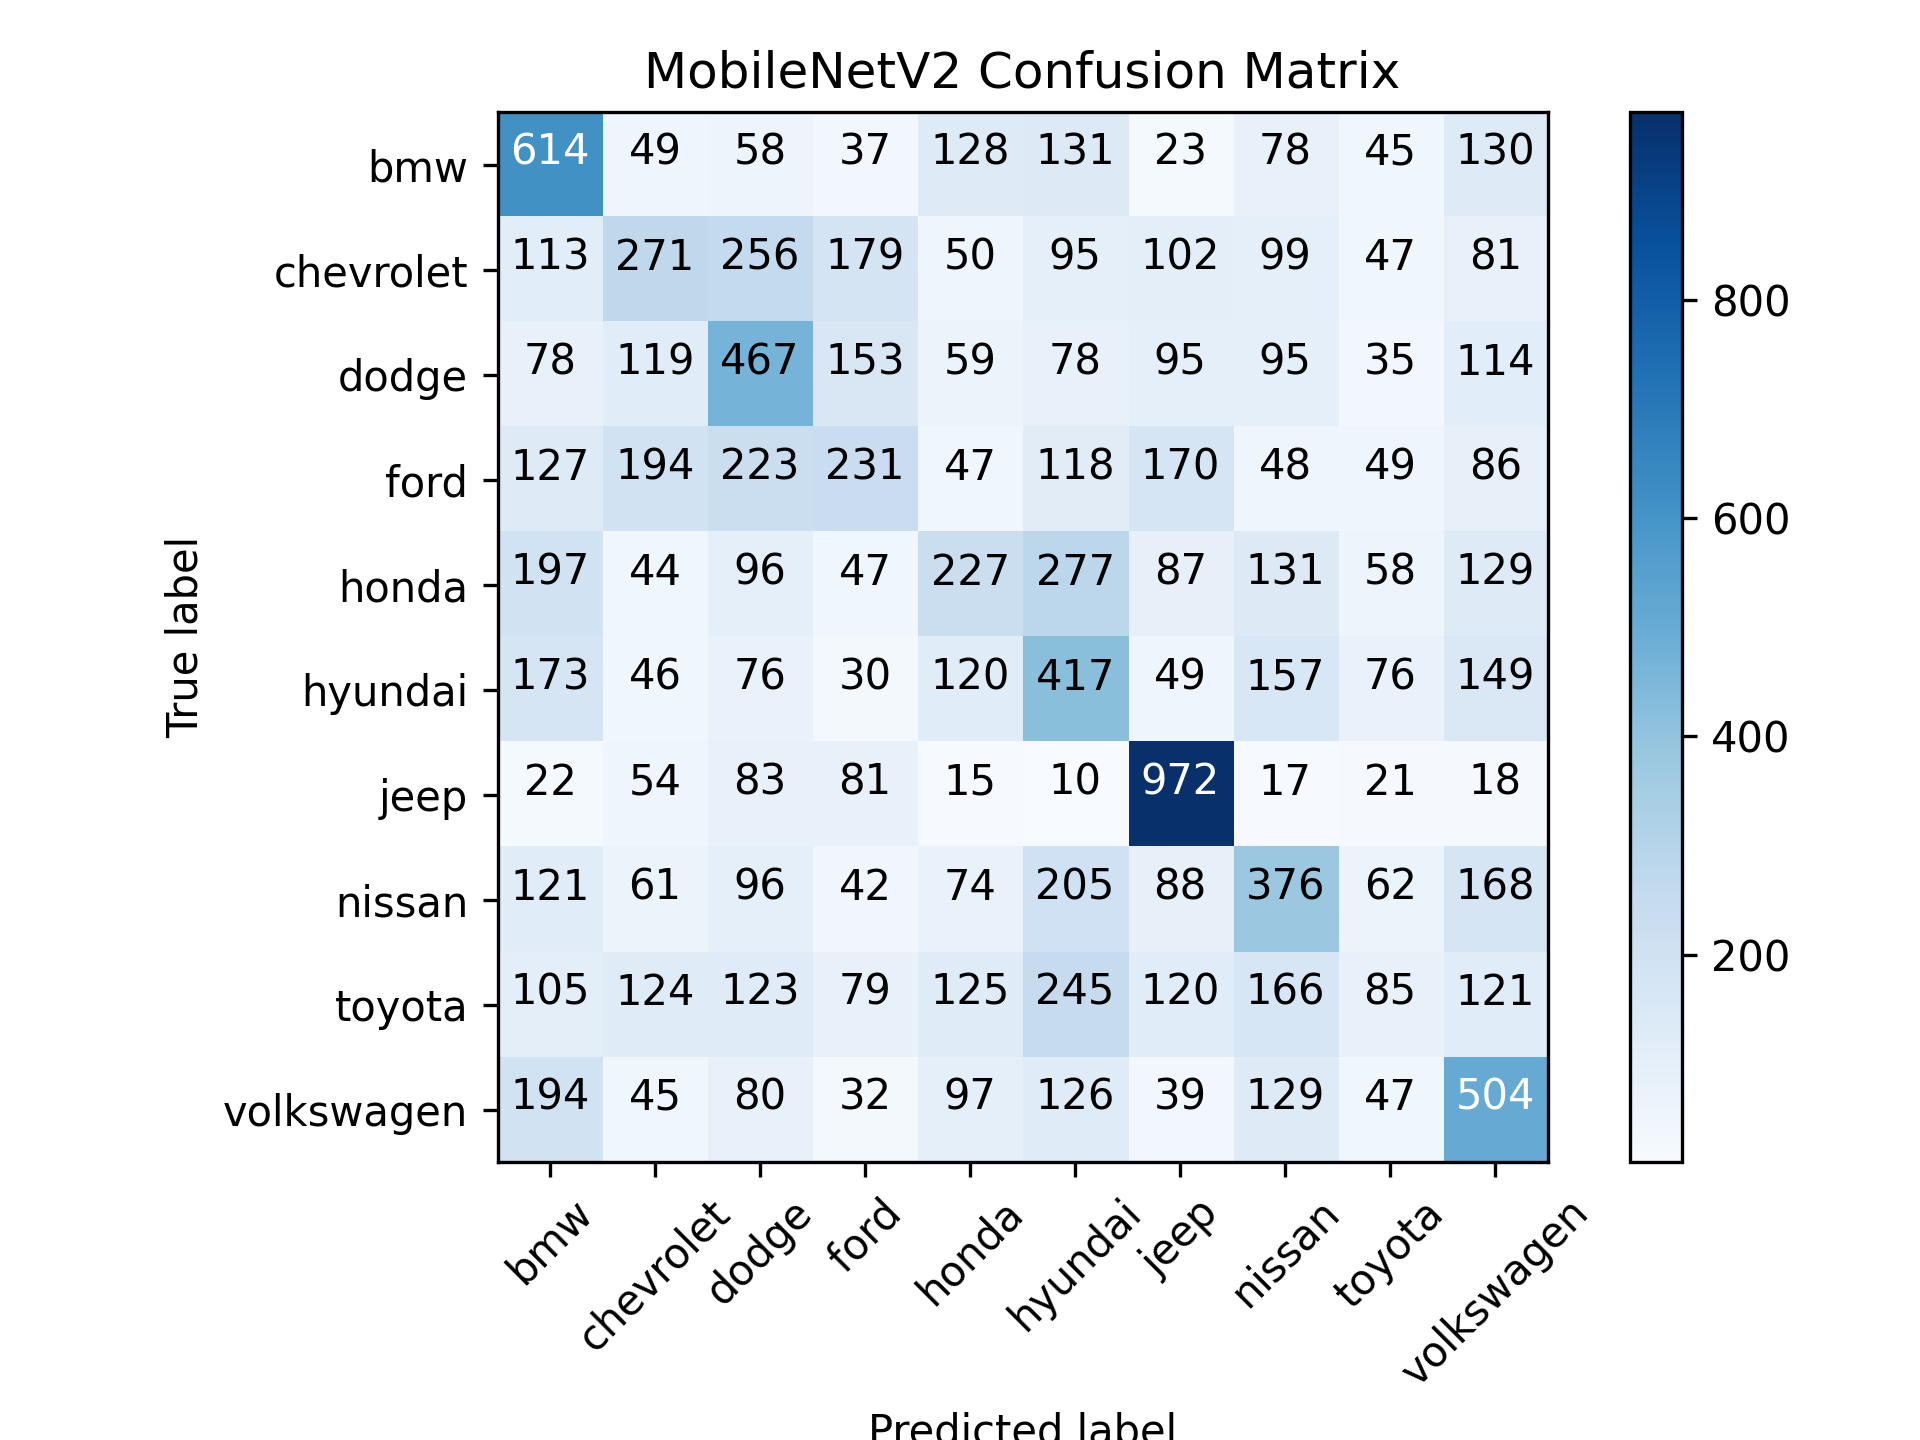 MobileNetV2 Confusion Matrix
bmw 614 49 58 37 128 131 23 78 45 130
chevrolet 113 271 256 179 50 95 102 99 47 81
dodge 78 119 467 153 59 78 95 95 35 114
ford 127 194 223 231 47 118 170 48 49 86
honda 197 44 96 47 227 277 87 131 58 129
hyundai 173 46 76 30 120 417 49 157 76 149
jeep 22 54 83 81 15 10 972 17 21 18
nissan 121 61 96 42 74 205 88 376 62 168
toyota 105 124 123 79 125 245 120 166 85 121
volkswagen 194 45 80 32 97 126 39 129 47 504
True label
bmw chevrolet dodge ford honda hyundai jeep nissan toyota volkswagen
Predicted label
800
600
400
200